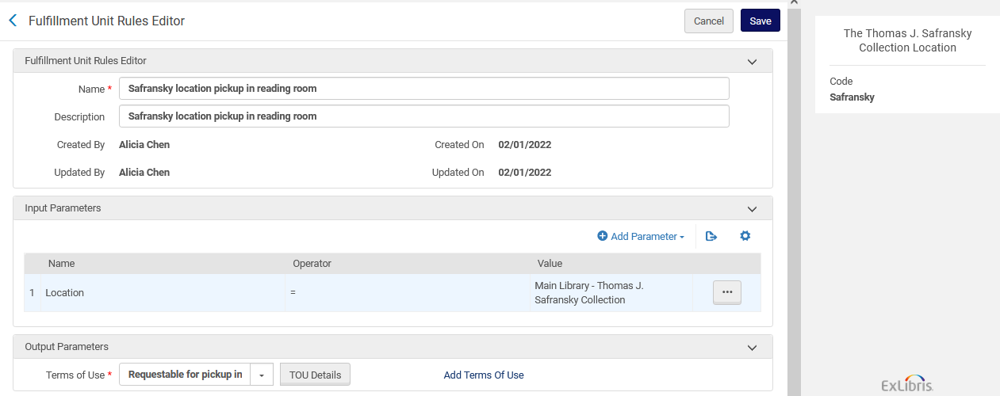 Fulfillment Unit Rules Editor
Cancel
Save
Fulfillment Unit Rules Editor
Name * Safransky location pickup in reading room
Description Safransky location pickup in reading room
Created By Alicia Chen Created On 02/01/2022
Updated By Alicia Chen Updated On 02/01/2022
Input Parameters
Add Parameter
Name Operator Value
1 Location = Main Library - Thomas J.
Safransky Collection
...
Output Parameters
Terms of Use * Requestable for pickup in TOU Details Add Terms Of Use
The Thomas J. Safransky
Collection Location
Code
Safransky
ExLibris